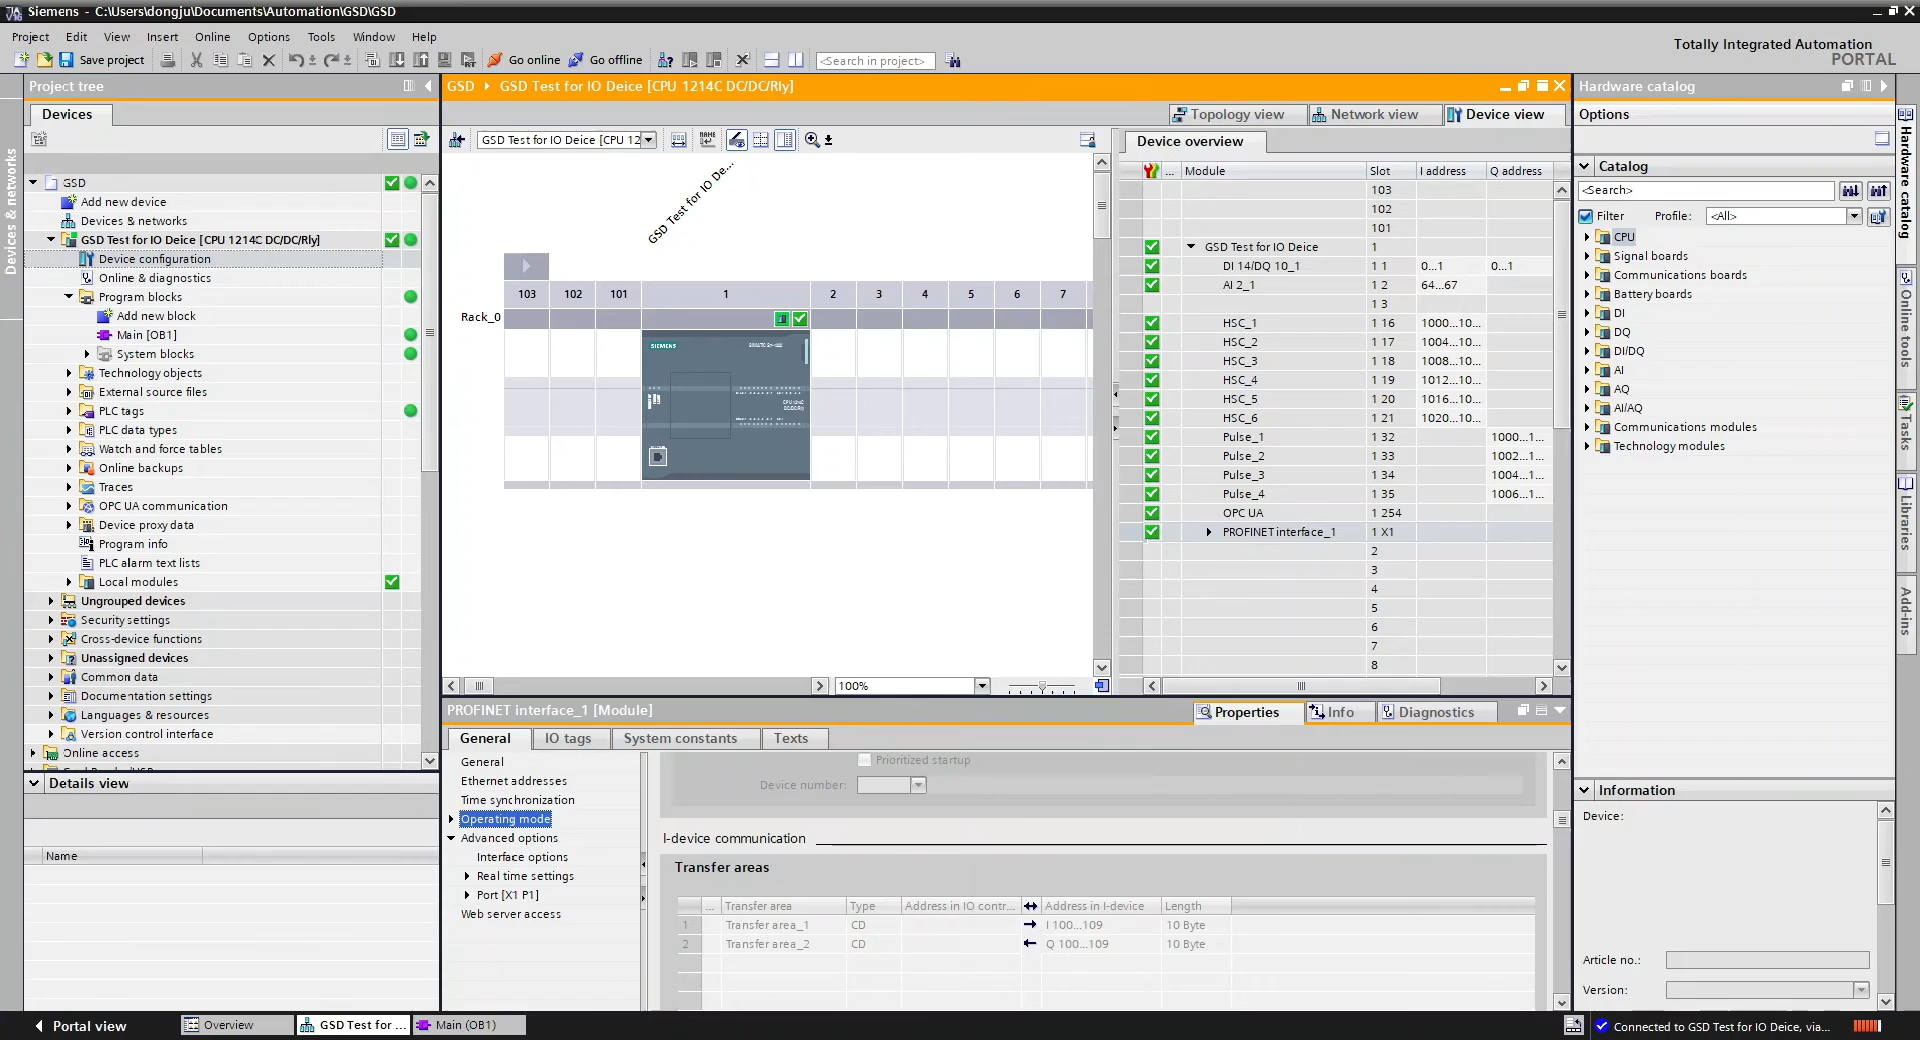 Siemens - C:\Users\dongju\Documents\Automation\GSD\GSD
Project Edit View Insert Online Options Tools Window Help
Totally Integrated Automation
PORTAL
Save project
Go online
Go offline
<Search in project>
Project tree
GSD ▸ GSD Test for IO Deice [CPU 1214C DC/DC/Rly]
Hardware catalog
Devices
Topology view
Network view
Device view
Options
GSD Test for IO Deice [CPU 12
Device overview
Devices & networks
GSD
Add new device
Devices & networks
GSD Test for IO Deice [CPU 1214C DC/DC/Rly]
Device configuration
Online & diagnostics
Program blocks
Add new block
Main [OB1]
System blocks
Technology objects
External source files
PLC tags
PLC data types
Watch and force tables
Online backups
Traces
OPC UA communication
Device proxy data
Program info
PLC alarm text lists
Local modules
Ungrouped devices
Security settings
Cross-device functions
Unassigned devices
Common data
Documentation settings
Languages & resources
Version control interface
Online access
Details view
Name
GSD Test for IO De...
103 102 101 1 2 3 4 5 6 7
Rack_0
SIEMENS
100%
... Module Slot I address Q address
103
102
101
GSD Test for IO Deice 1
DI 14/DQ 10_1 1 1 0...1 0...1
AI 2_1 1 2 64...67
1 3
HSC_1 1 16 1000...10...
HSC_2 1 17 1004...10...
HSC_3 1 18 1008...10...
HSC_4 1 19 1012...10...
HSC_5 1 20 1016...10...
HSC_6 1 21 1020...10...
Pulse_1 1 32 1000...1...
Pulse_2 1 33 1002...1...
Pulse_3 1 34 1004...1...
Pulse_4 1 35 1006...1...
OPC UA 1 254
PROFINET interface_1 1 X1
2
3
4
5
6
7
8
Catalog
<Search>
Filter Profile: <All>
CPU
Signal boards
Communications boards
Battery boards
DI
DQ
DI/DQ
AI
AQ
AI/AQ
Communications modules
Technology modules
Hardware catalog
Online tools
Tasks
Libraries
Add-ins
PROFINET interface_1 [Module]
Properties
Info
Diagnostics
General
IO tags
System constants
Texts
General
Ethernet addresses
Time synchronization
Operating mode
Advanced options
Interface options
Real time settings
Port [X1 P1]
Web server access
Prioritized startup
Device number:
I-device communication
Transfer areas
... Transfer area Type Address in IO contr... ↔ Address in I-device Length
1 Transfer area_1 CD → I 100...109 10 Byte
2 Transfer area_2 CD ← Q 100...109 10 Byte
Information
Device:
Article no.:
Version:
Portal view
Overview
GSD Test for ...
Main (OB1)
Connected to GSD Test for IO Deice, via...